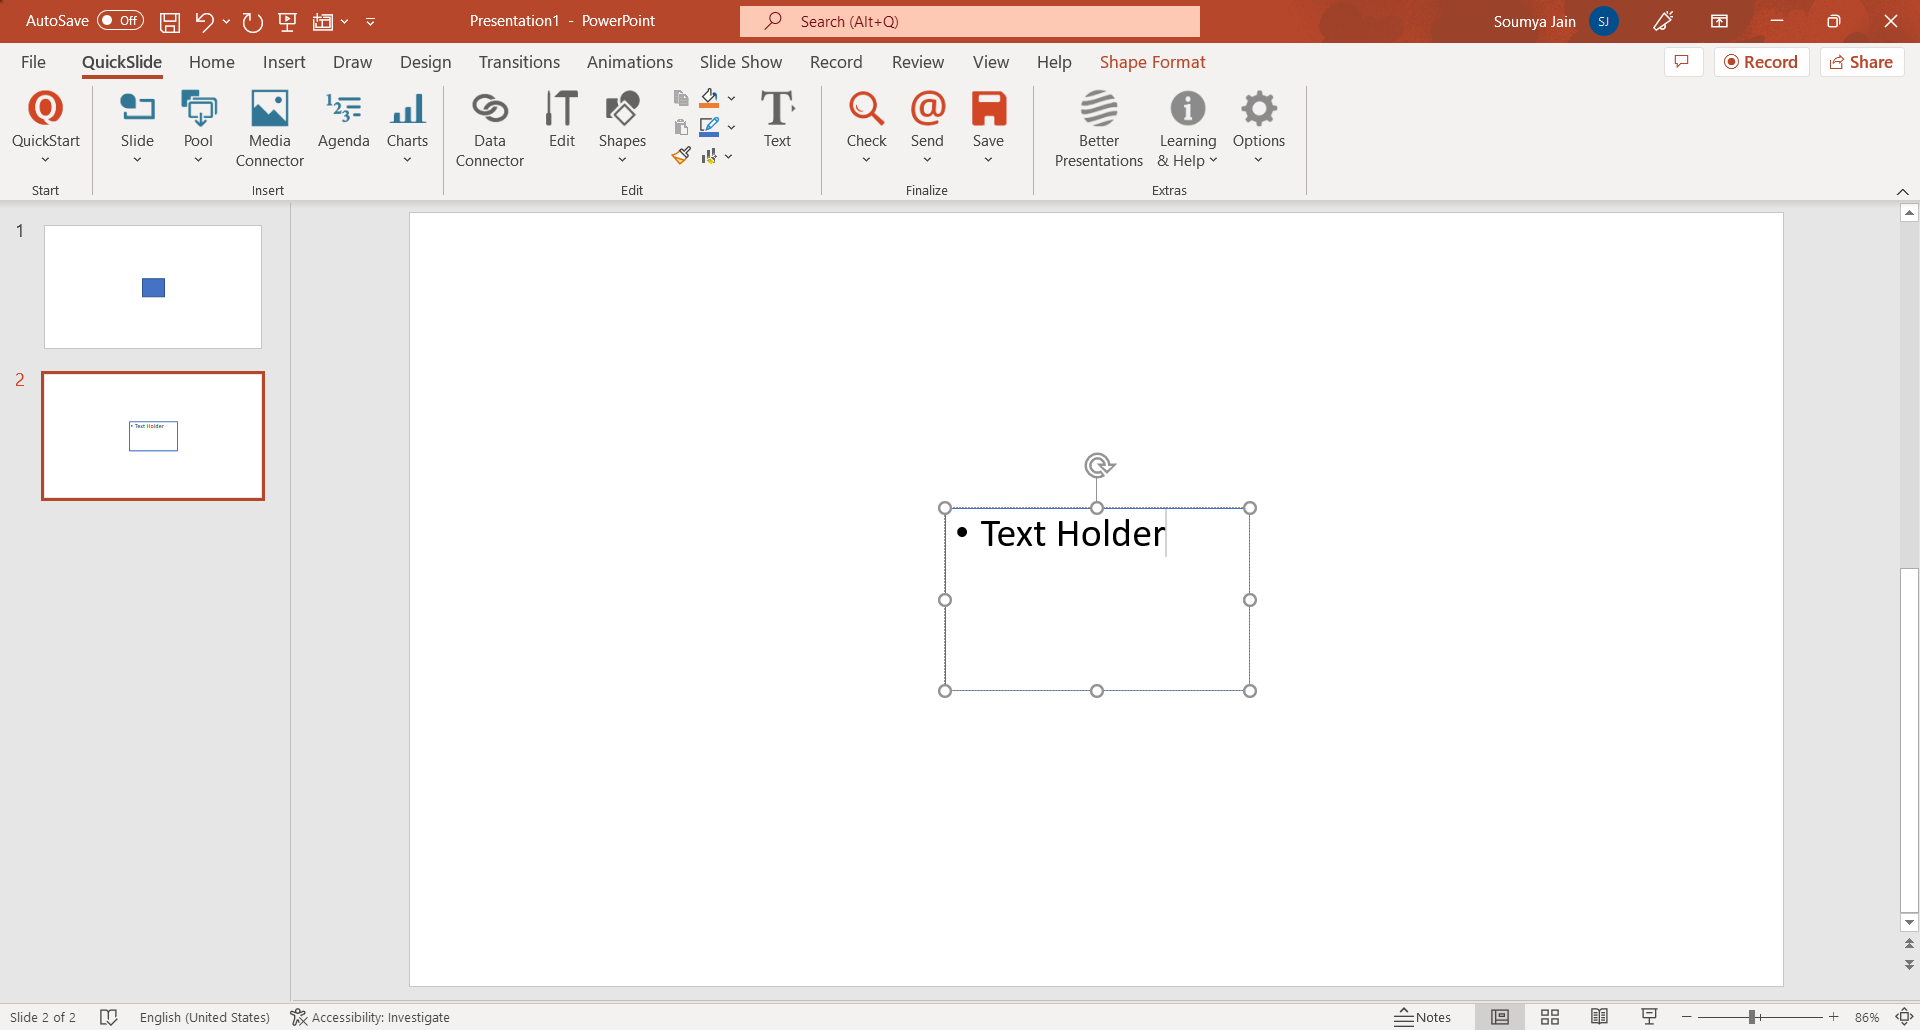 AutoSave Off
Presentation1 - PowerPoint
Search (Alt+Q)
Soumya Jain SJ
File QuickSlide Home Insert Draw Design Transitions Animations Slide Show Record Review View Help Shape Format
Record Share
QuickStart
Slide
Pool
Media
Connector
Agenda
Charts
Data
Connector
Edit
Shapes
Text
Check
Send
Save
Better
Presentations
Learning
& Help
Options
Start
Insert
Edit
Finalize
Extras
1
2
• Text Holder
• Text Holder
Slide 2 of 2
English (United States)
Accessibility: Investigate
Notes
86%